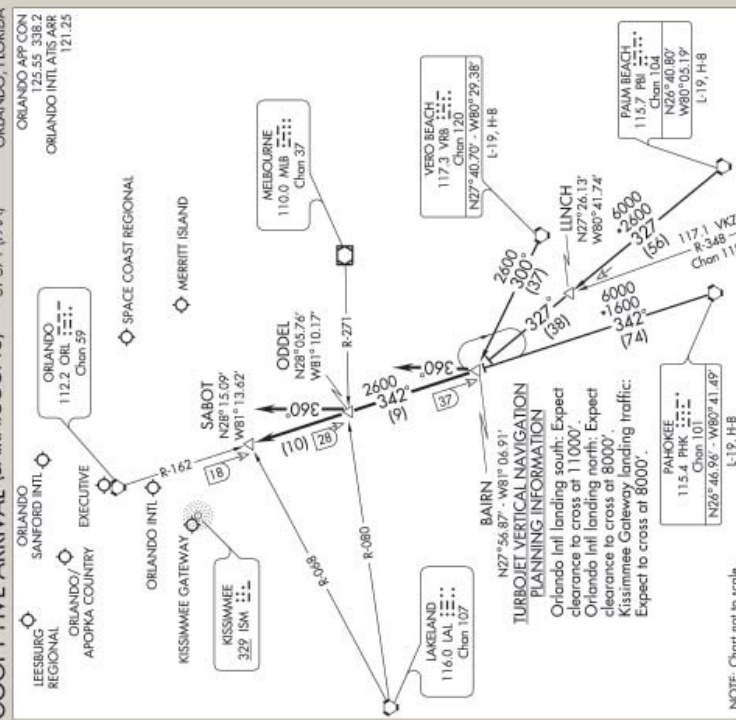 ORLANDO, FLORIDA
ORLANDO APP CON
125.55 338.2
ORLANDO INTL ATIS ARR
121.25
LEESBURG
REGIONAL
ORLANDO
SANFORD INTL
ORLANDO/
APOPKA COUNTRY
EXECUTIVE
ORLANDO
112.2 ORL
Chan 59
SPACE COAST REGIONAL
MERRITT ISLAND
ORLANDO INTL
KISSIMMEE GATEWAY
KISSIMMEE
329 ISM
R-162
SABOT
N28°15.09'
W81°13.62'
18
360°
(10)
28
ODDEL
N28°05.76'
W81°10.17'
R-271
MELBOURNE
110.0 MLB
Chan 37
R-068
R-080
LAKELAND
116.0 LAL
Chan 107
2600
342°
(9)
360°
37
BAIRN
N27°56.87' - W81°06.91'
2600
300°
(37)
VERO BEACH
117.3 VRB
Chan 120
N27°40.70' - W80°29.38'
L-19, H-8
327°
(38)
LLNCH
N27°26.13'
W80°41.74'
6000
*2600
327
(56)
PALM BEACH
115.7 PBI
Chan 104
N26°40.80'
W80°05.19'
L-19, H-8
117.1 VKZ
R-348
6000
*1600
342°
(74)
PAHOKEE
115.4 PHK
Chan 101
N26°46.96' - W80°41.49'
L-19, H-8
TURBOJET VERTICAL NAVIGATION
PLANNING INFORMATION
Orlando Intl landing south: Expect
clearance to cross at 11000'.
Orlando Intl landing north: Expect
clearance to cross at 8000'.
Kissimmee Gateway landing traffic:
Expect to cross at 8000'.
NOTE: Chart not to scale